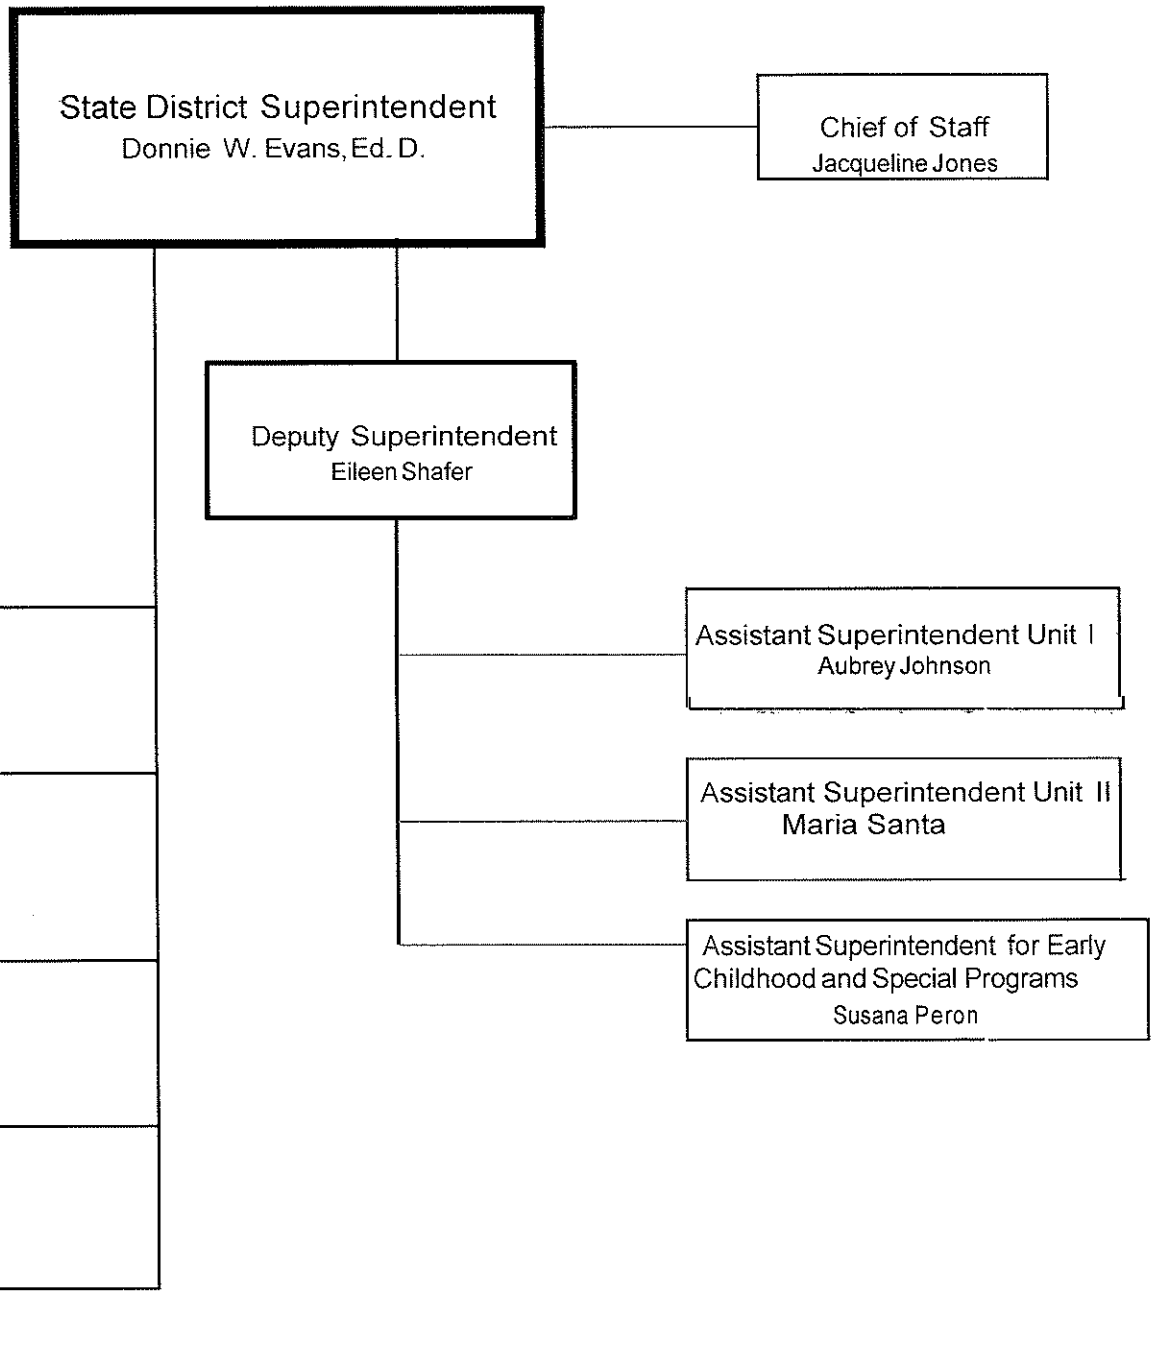 State District Superintendent
Donnie W. Evans, Ed. D.
Chief of Staff
Jacqueline Jones
Deputy Superintendent
Eileen Shafer
Assistant Superintendent Unit I
Aubrey Johnson
Assistant Superintendent Unit II
Maria Santa
Assistant Superintendent for Early
Childhood and Special Programs
Susana Peron